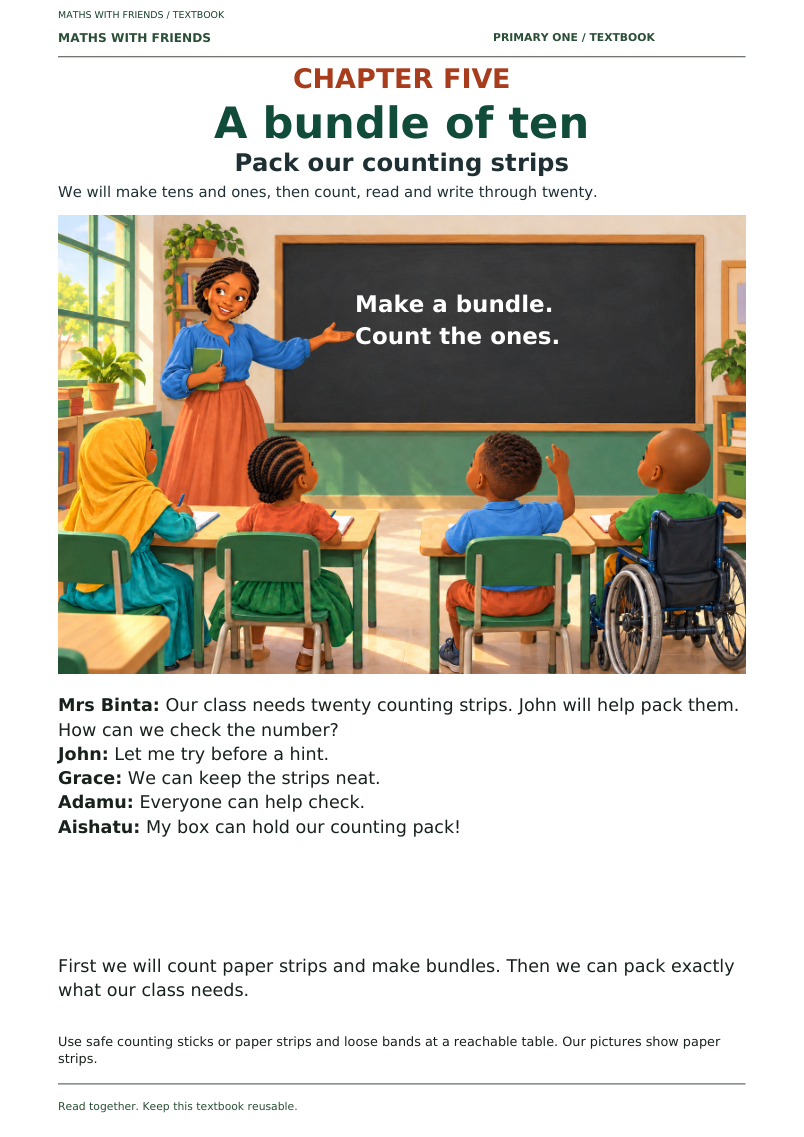 MATHS WITH FRIENDS / TEXTBOOK
MATHS WITH FRIENDS
PRIMARY ONE / TEXTBOOK
CHAPTER FIVE
A bundle of ten
Pack our counting strips
We will make tens and ones, then count, read and write through twenty.
Make a bundle.
Count the ones.
Mrs Binta: Our class needs twenty counting strips. John will help pack them.
How can we check the number?
John: Let me try before a hint.
Grace: We can keep the strips neat.
Adamu: Everyone can help check.
Aishatu: My box can hold our counting pack!
First we will count paper strips and make bundles. Then we can pack exactly
what our class needs.
Use safe counting sticks or paper strips and loose bands at a reachable table. Our pictures show paper
strips.
Read together. Keep this textbook reusable.